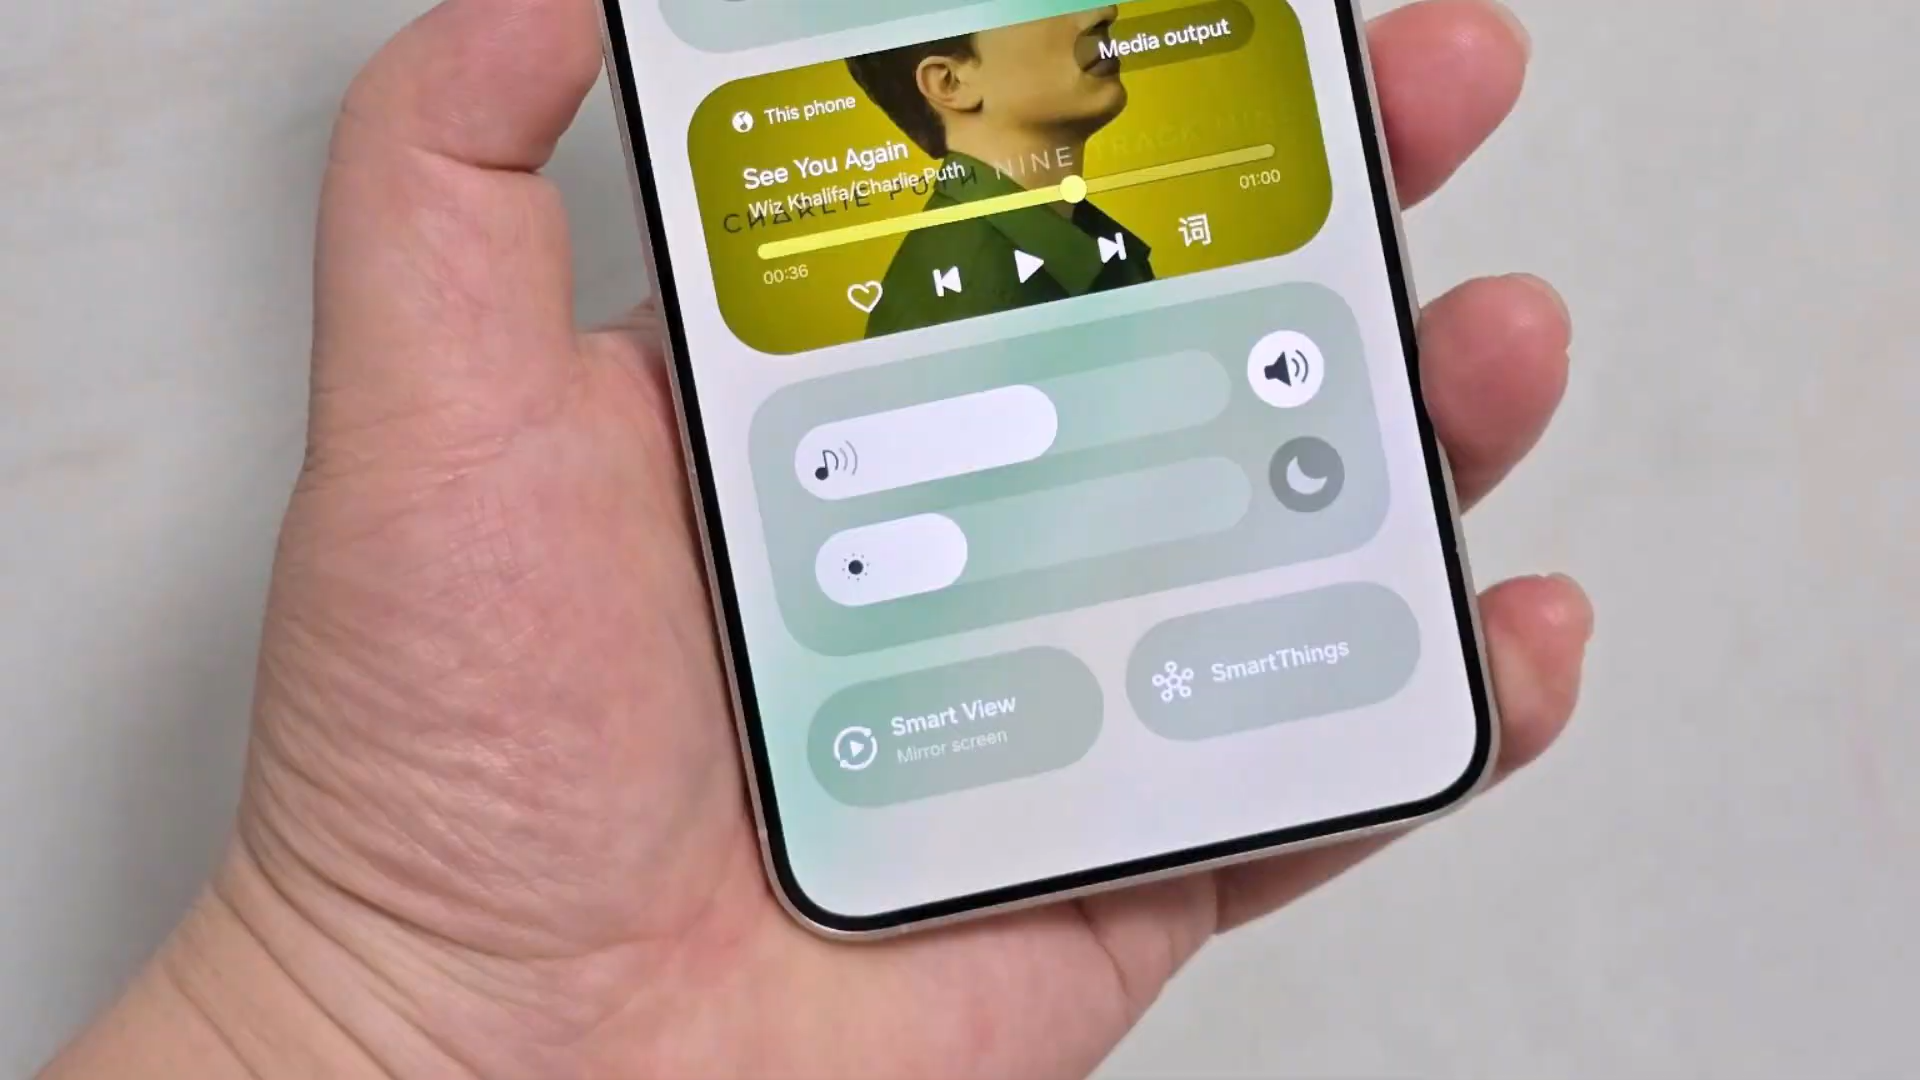 Media output
This phone
See You Again
Wiz Khalifa/Charlie Puth
CHARLIE PUTH NINE TRACK MINE
00:36
01:00
词
Smart View
Mirror screen
SmartThings